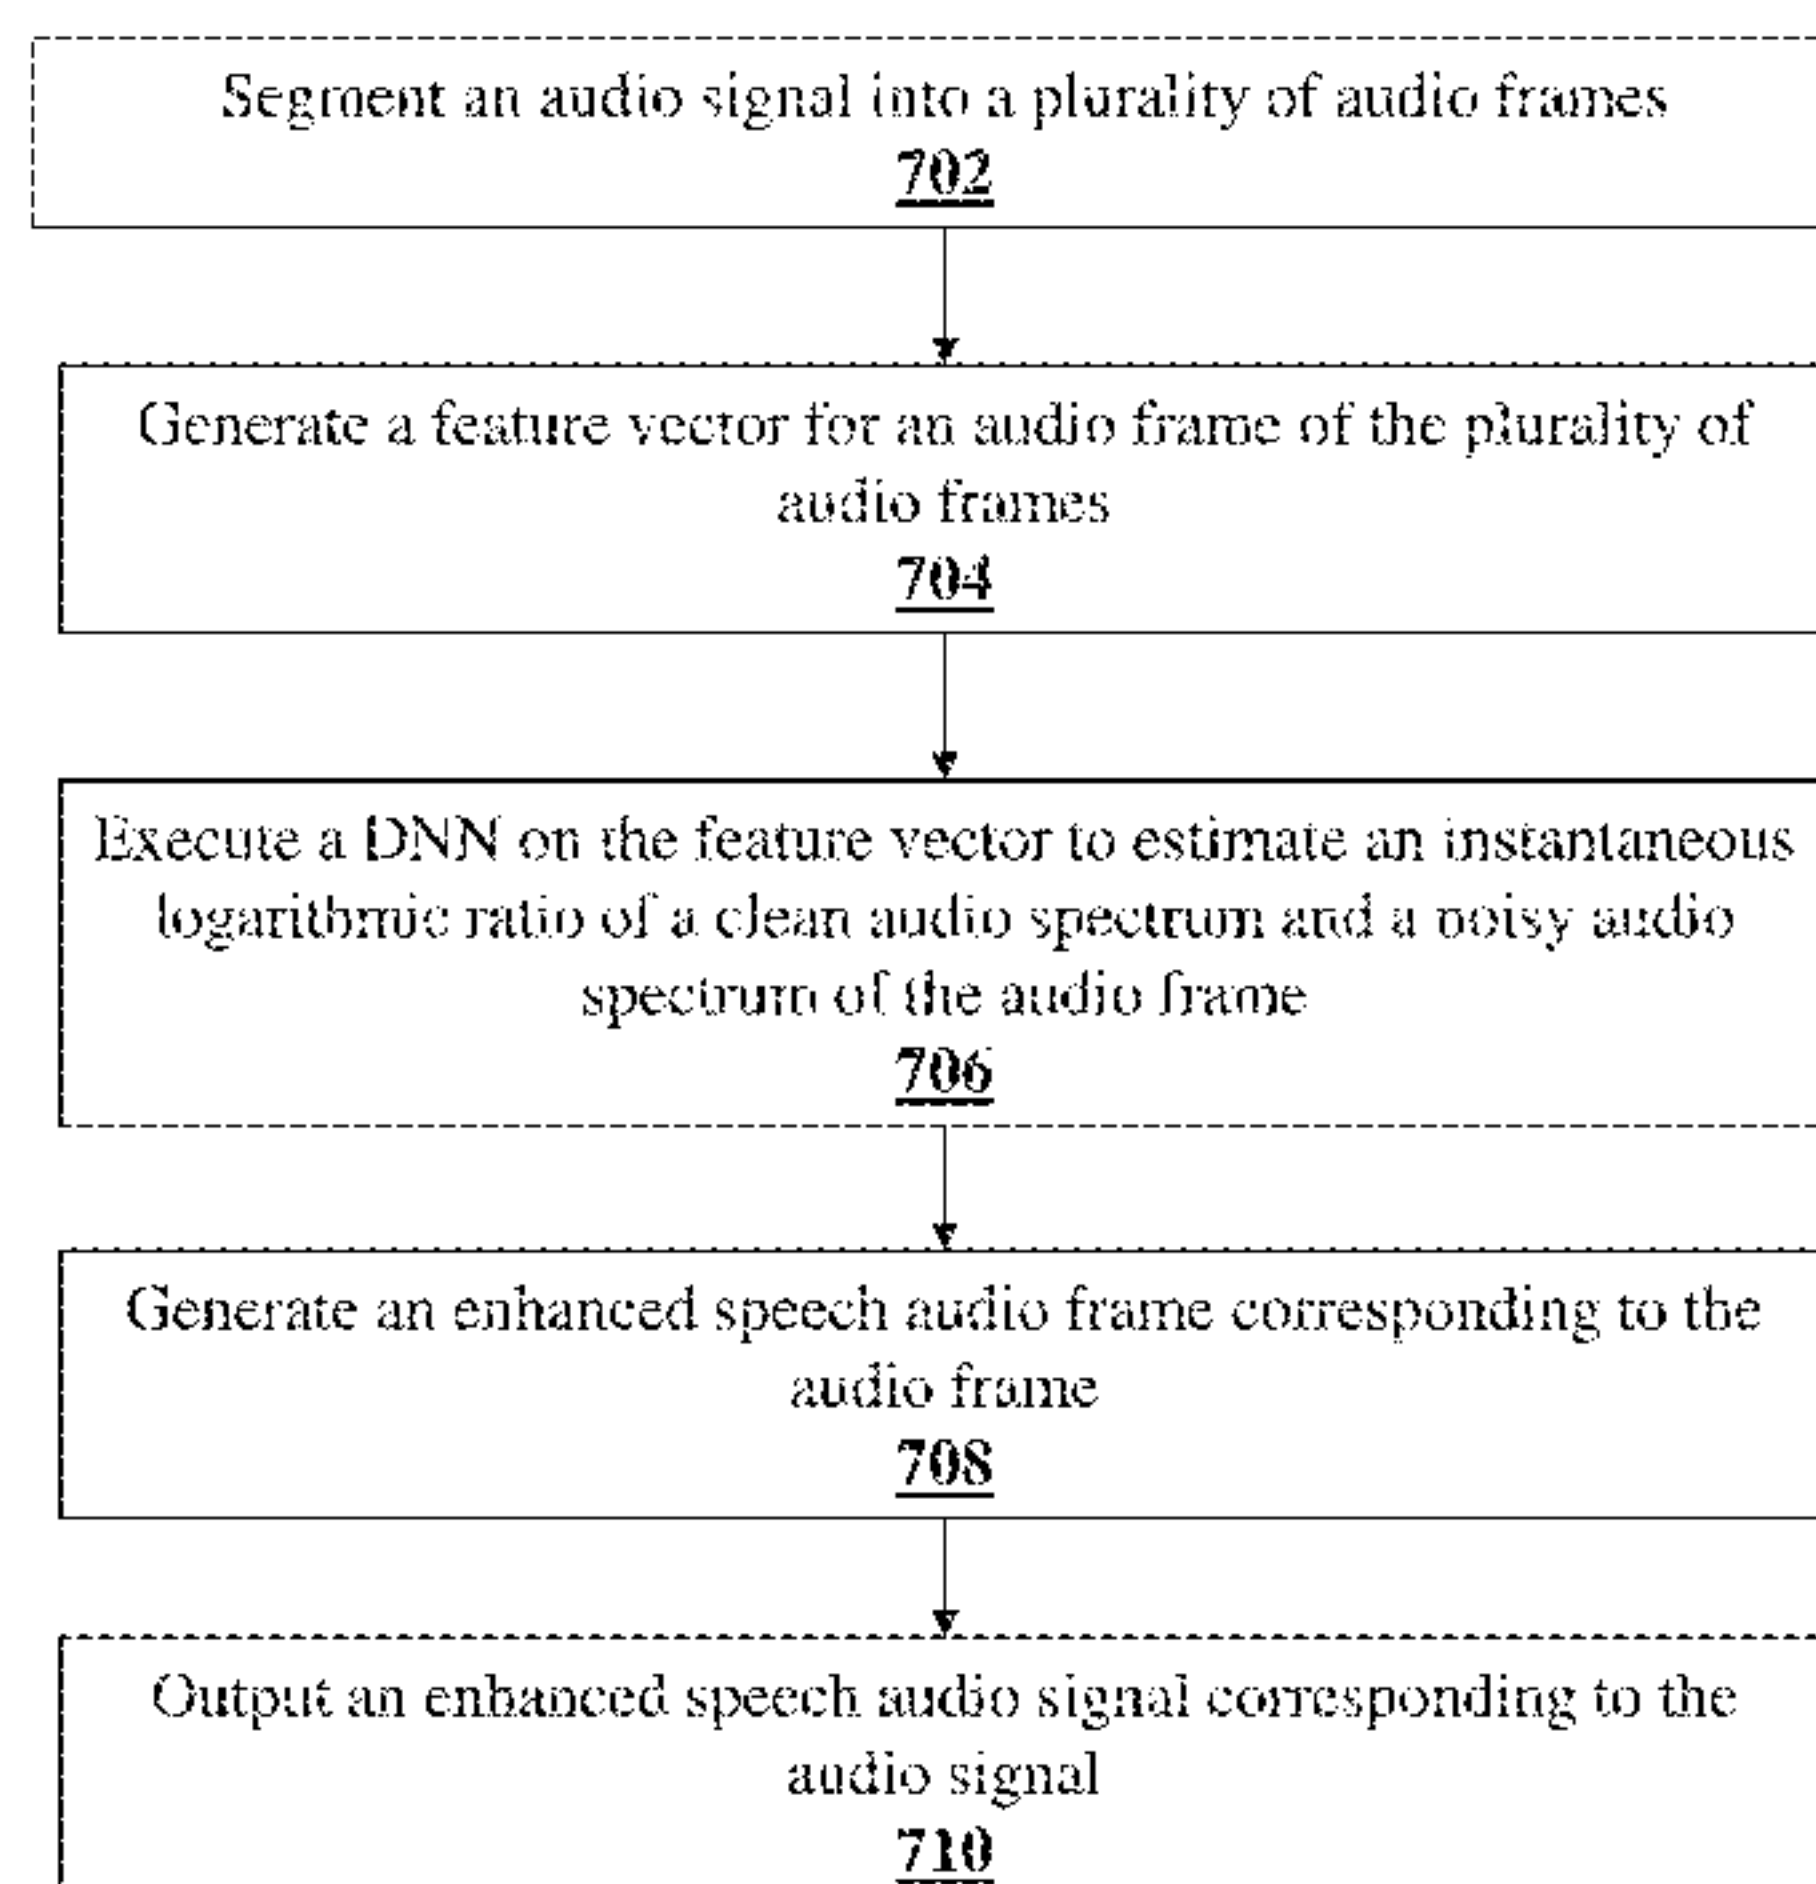 Segment an audio signal into a plurality of audio frames
702
Generate a feature vector for an audio frame of the plurality of
audio frames
704
Execute a DNN on the feature vector to estimate an instantaneous
logarithmic ratio of a clean audio spectrum and a noisy audio
spectrum of the audio frame
706
Generate an enhanced speech audio frame corresponding to the
audio frame
708
Output an enhanced speech audio signal corresponding to the
audio signal
710